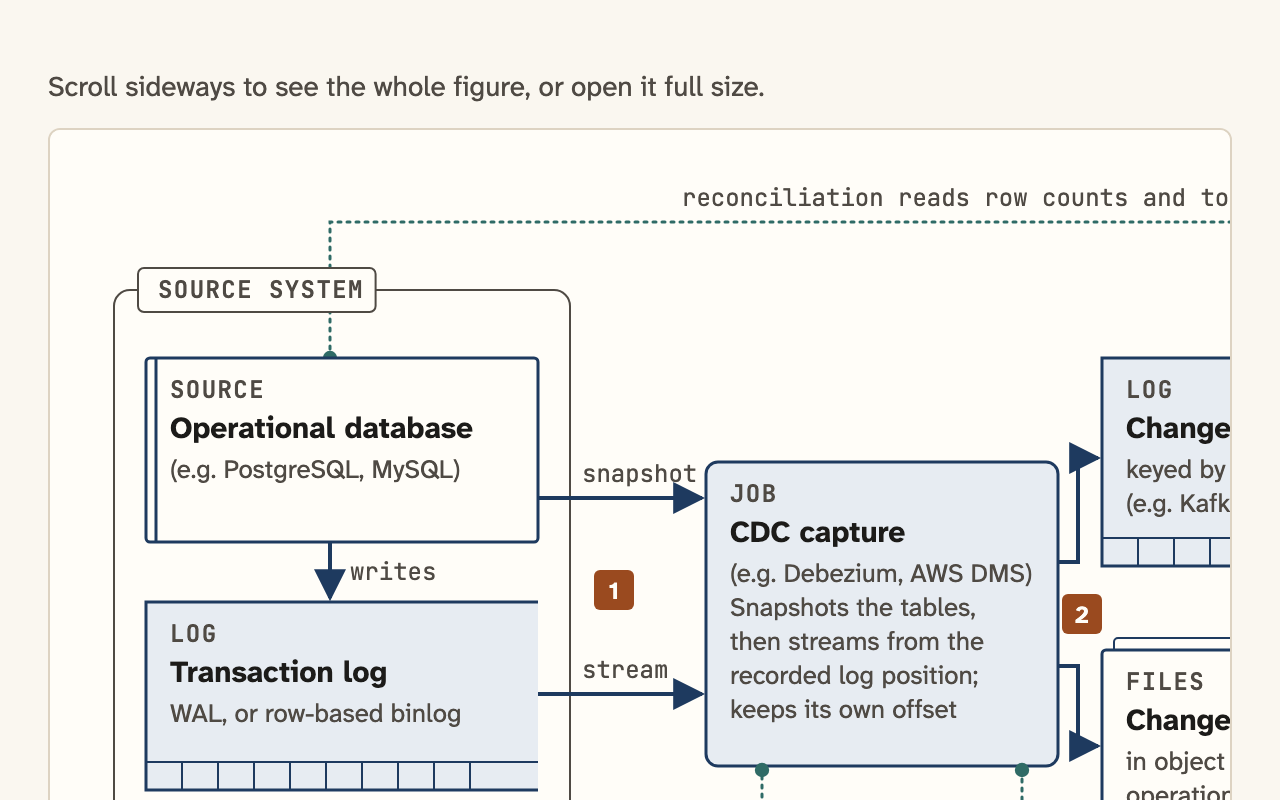 Scroll sideways to see the whole figure, or open it full size.
reconciliation reads row counts and to
SOURCE SYSTEM
SOURCE
Operational database
(e.g. PostgreSQL, MySQL)
writes
LOG
Transaction log
WAL, or row-based binlog
snapshot
1
stream
JOB
CDC capture
(e.g. Debezium, AWS DMS)
Snapshots the tables,
then streams from the
recorded log position;
keeps its own offset
2
LOG
Change
keyed by
(e.g. Kafk
FILES
Change
in object
operation